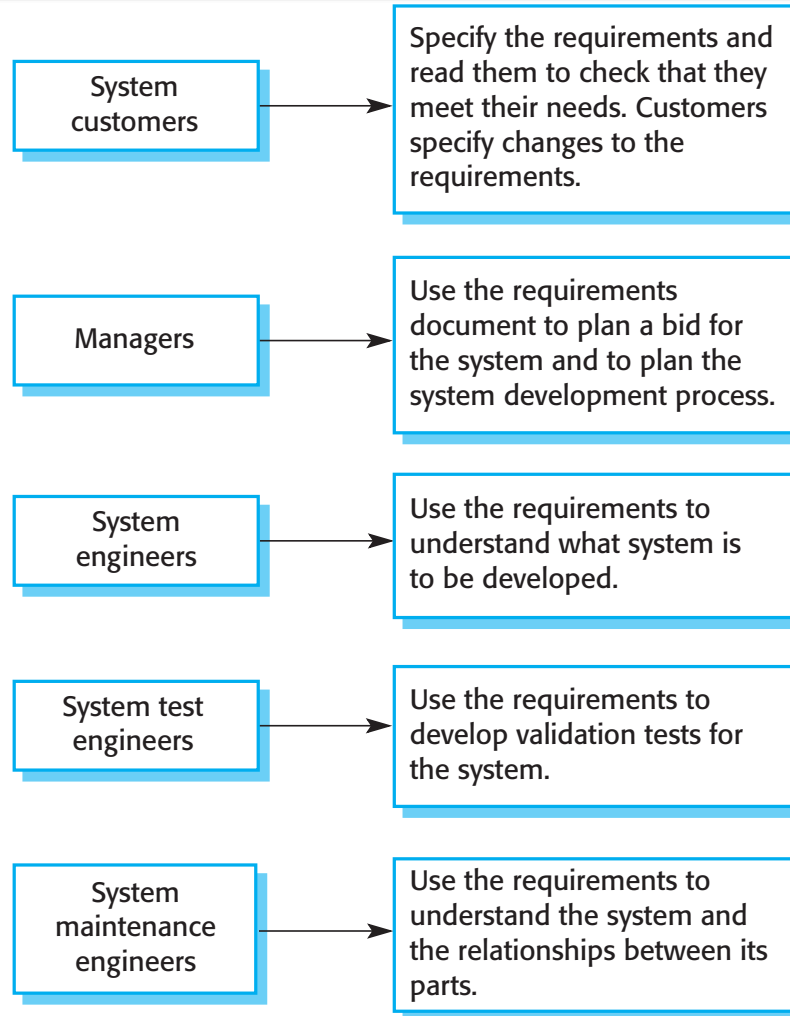 System
customers
Specify the requirements and
read them to check that they
meet their needs. Customers
specify changes to the
requirements.
Managers
Use the requirements
document to plan a bid for
the system and to plan the
system development process.
System
engineers
Use the requirements to
understand what system is
to be developed.
System test
engineers
Use the requirements to
develop validation tests for
the system.
System
maintenance
engineers
Use the requirements to
understand the system and
the relationships between its
parts.